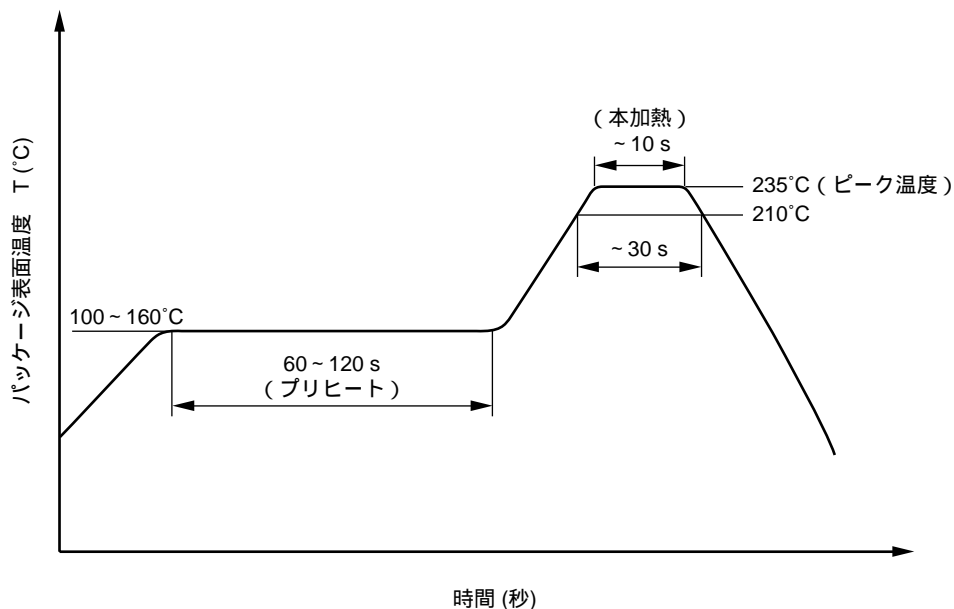 (本加熱)
~10 s
235˚C(ピーク温度)
210˚C
~30 s
100~160˚C
60~120 s
(プリヒート)
パッケージ表面温度 T (˚C)
時間 (秒)